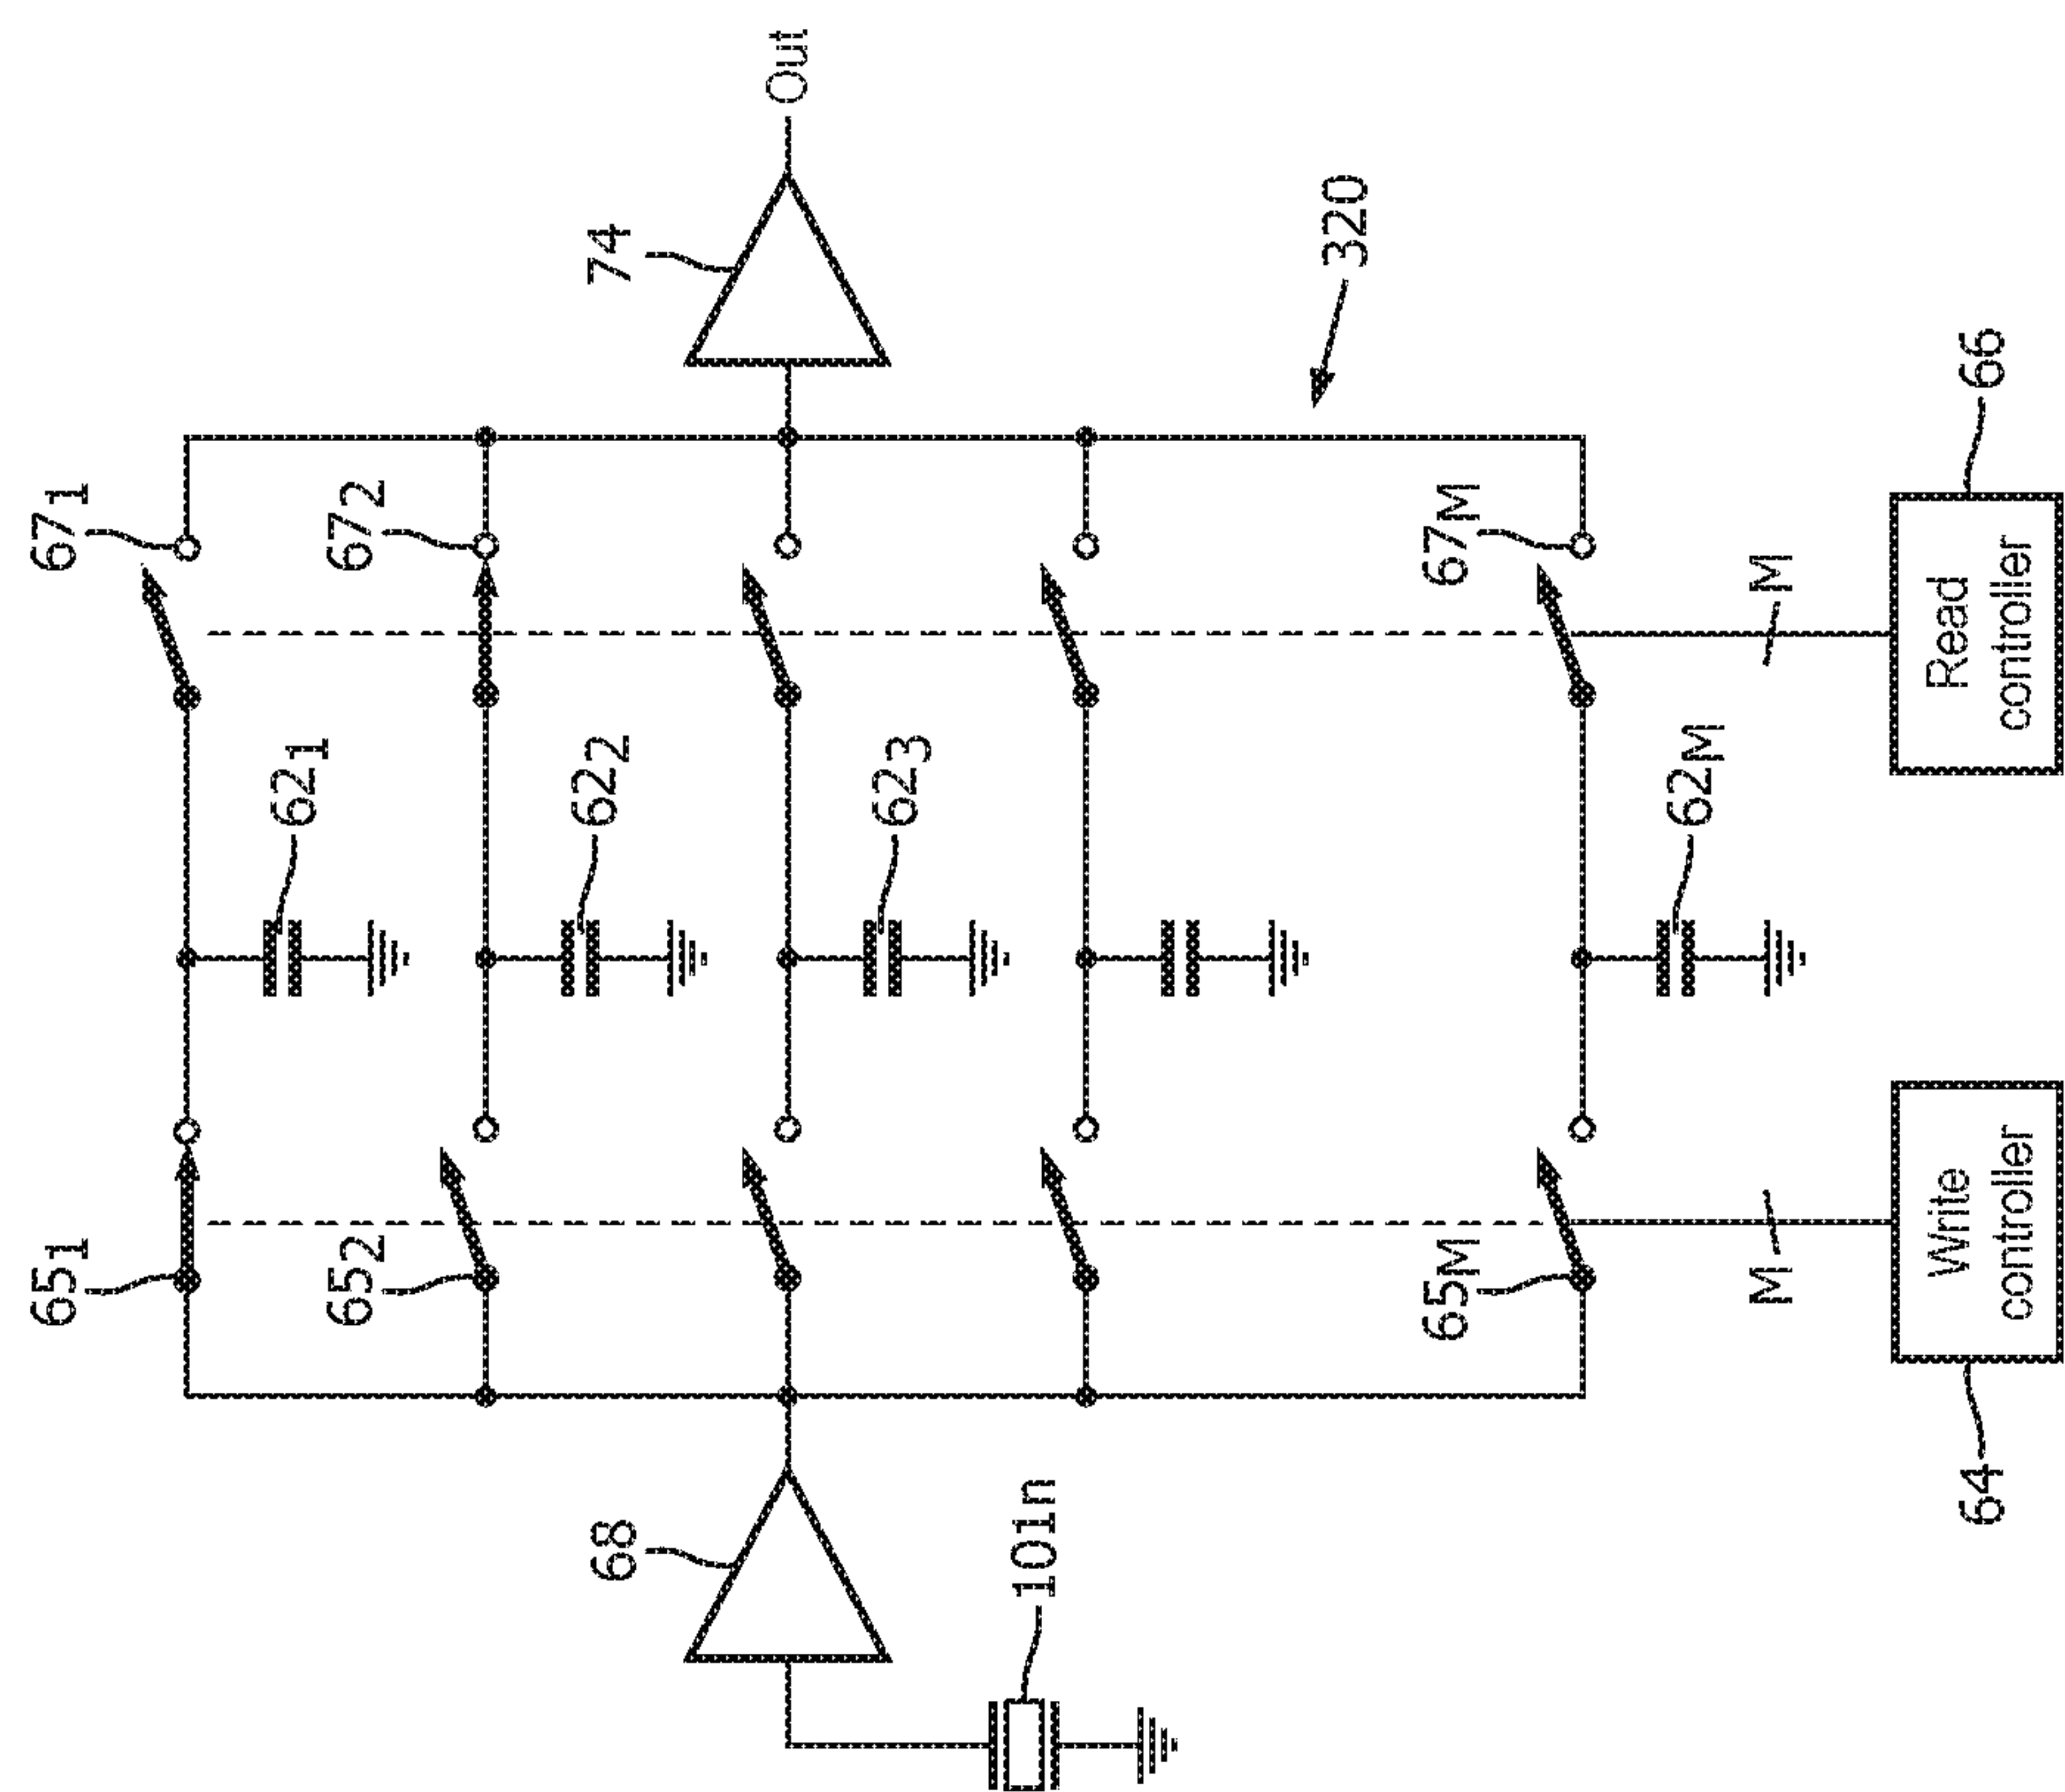 65₁
67₁
62₁
65₂
67₂
62₂
68
74
Out
62₃
101n
320
65M
67M
62M
M
M
64
Write
controller
Read
controller
66